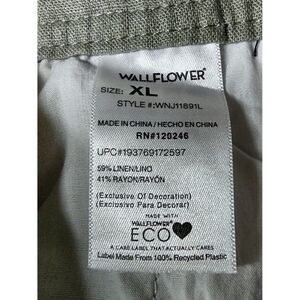 WALLFLOWER®
SIZE: XL
STYLE #:WNJ11891L
MADE IN CHINA / HECHO EN CHINA
RN#120246
UPC#193769172597
59% LINEN/LINO
41% RAYON/RAYÓN
(Exclusive Of Decoration)
(Exclusivo Para Decorar)
MADE WITH
WALLFLOWER®
ECO
A CARE LABEL THAT ACTUALLY CARES
Label Made From 100% Recycled Plastic